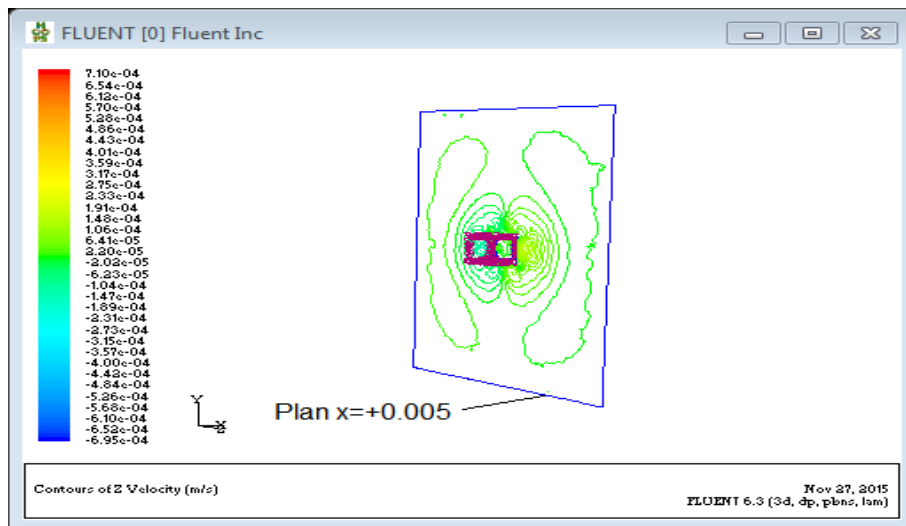 FLUENT [0] Fluent Inc
7.10e-04
6.54e-04
6.12e-04
5.70e-04
5.28e-04
4.86e-04
4.43e-04
4.01e-04
3.59e-04
3.17e-04
2.75e-04
2.33e-04
1.91e-04
1.48e-04
1.06e-04
6.41e-05
2.20e-05
-2.02e-05
-6.23e-05
-1.04e-04
-1.47e-04
-1.89e-04
-2.31e-04
-2.73e-04
-3.15e-04
-3.57e-04
-4.00e-04
-4.42e-04
-4.84e-04
-5.26e-04
-5.68e-04
-6.10e-04
-6.52e-04
-6.95e-04
Y
X
Z
Plan x=+0.005
Contours of Z Velocity (m/s)
Nov 27, 2015
FLUENT 6.3 (3d, dp, pbns, lam)